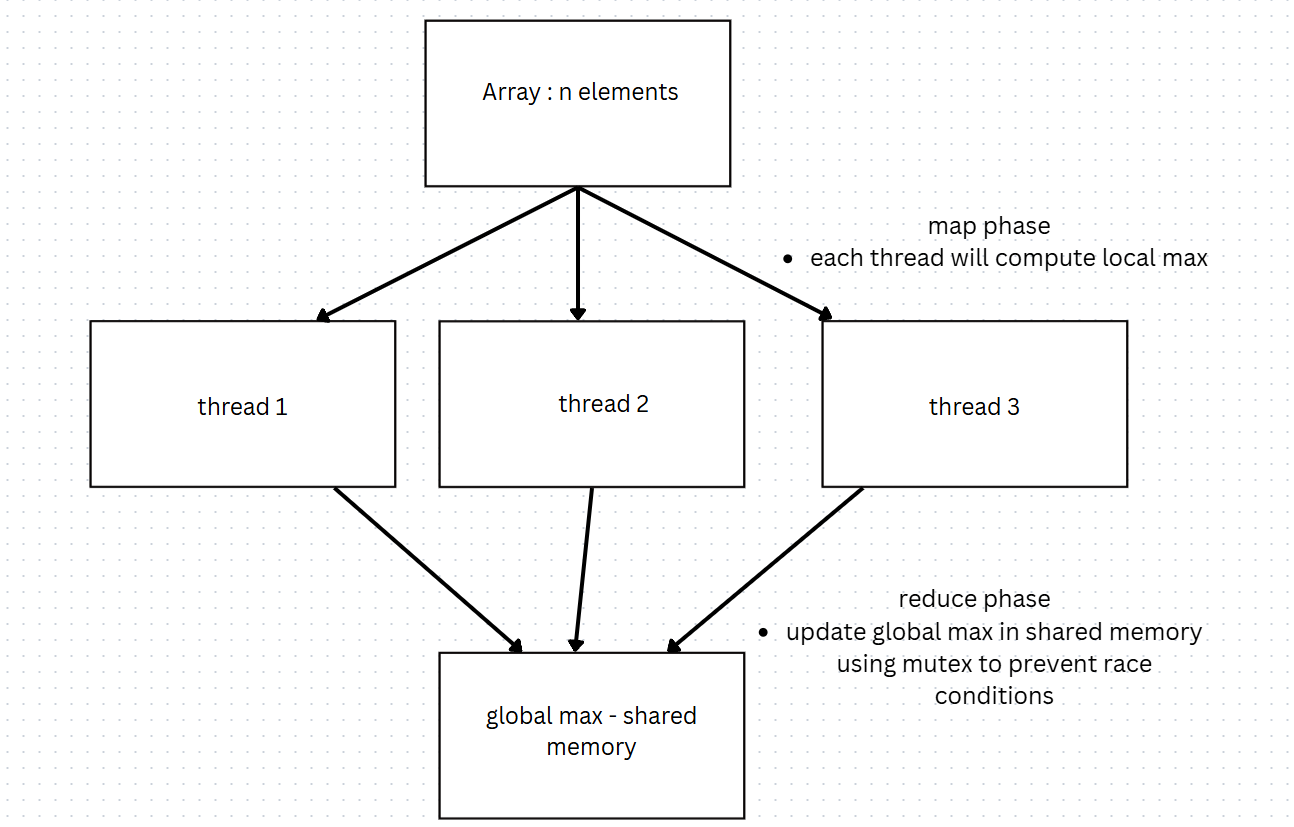 Array : n elements
map phase
• each thread will compute local max
thread 1
thread 2
thread 3
reduce phase
• update global max in shared memory
using mutex to prevent race
conditions
global max - shared
memory